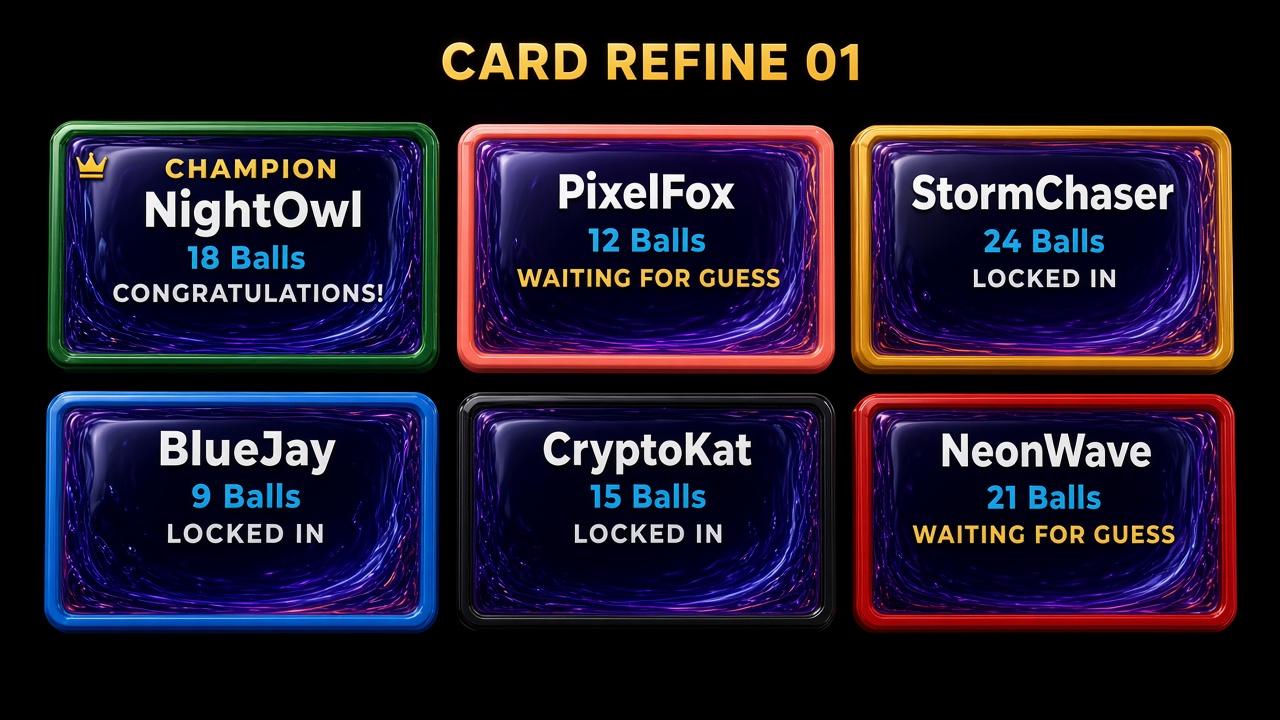 CARD REFINE 01
CHAMPION
NightOwl
18 Balls
CONGRATULATIONS!
PixelFox
12 Balls
WAITING FOR GUESS
StormChaser
24 Balls
LOCKED IN
BlueJay
9 Balls
LOCKED IN
CryptoKat
15 Balls
LOCKED IN
NeonWave
21 Balls
WAITING FOR GUESS